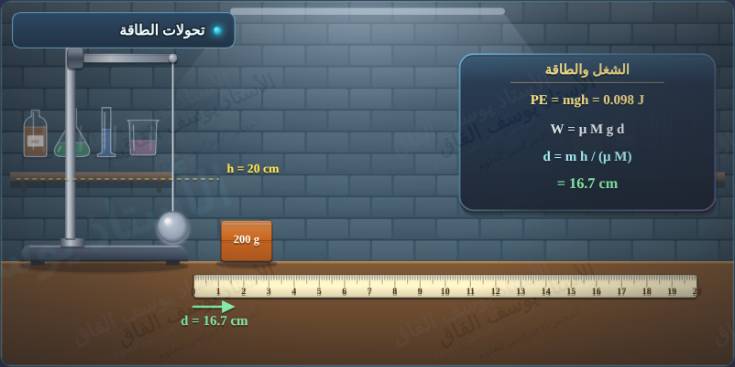 تحولات الطاقة
الشغل والطاقة
PE = mgh = 0.098 J
W = μ M g d
d = m h / (μ M)
= 16.7 cm
h = 20 cm
200 g
1 2 3 4 5 6 7 8 9 10 11 12 13 14 15 16 17 18 19 20
d = 16.7 cm